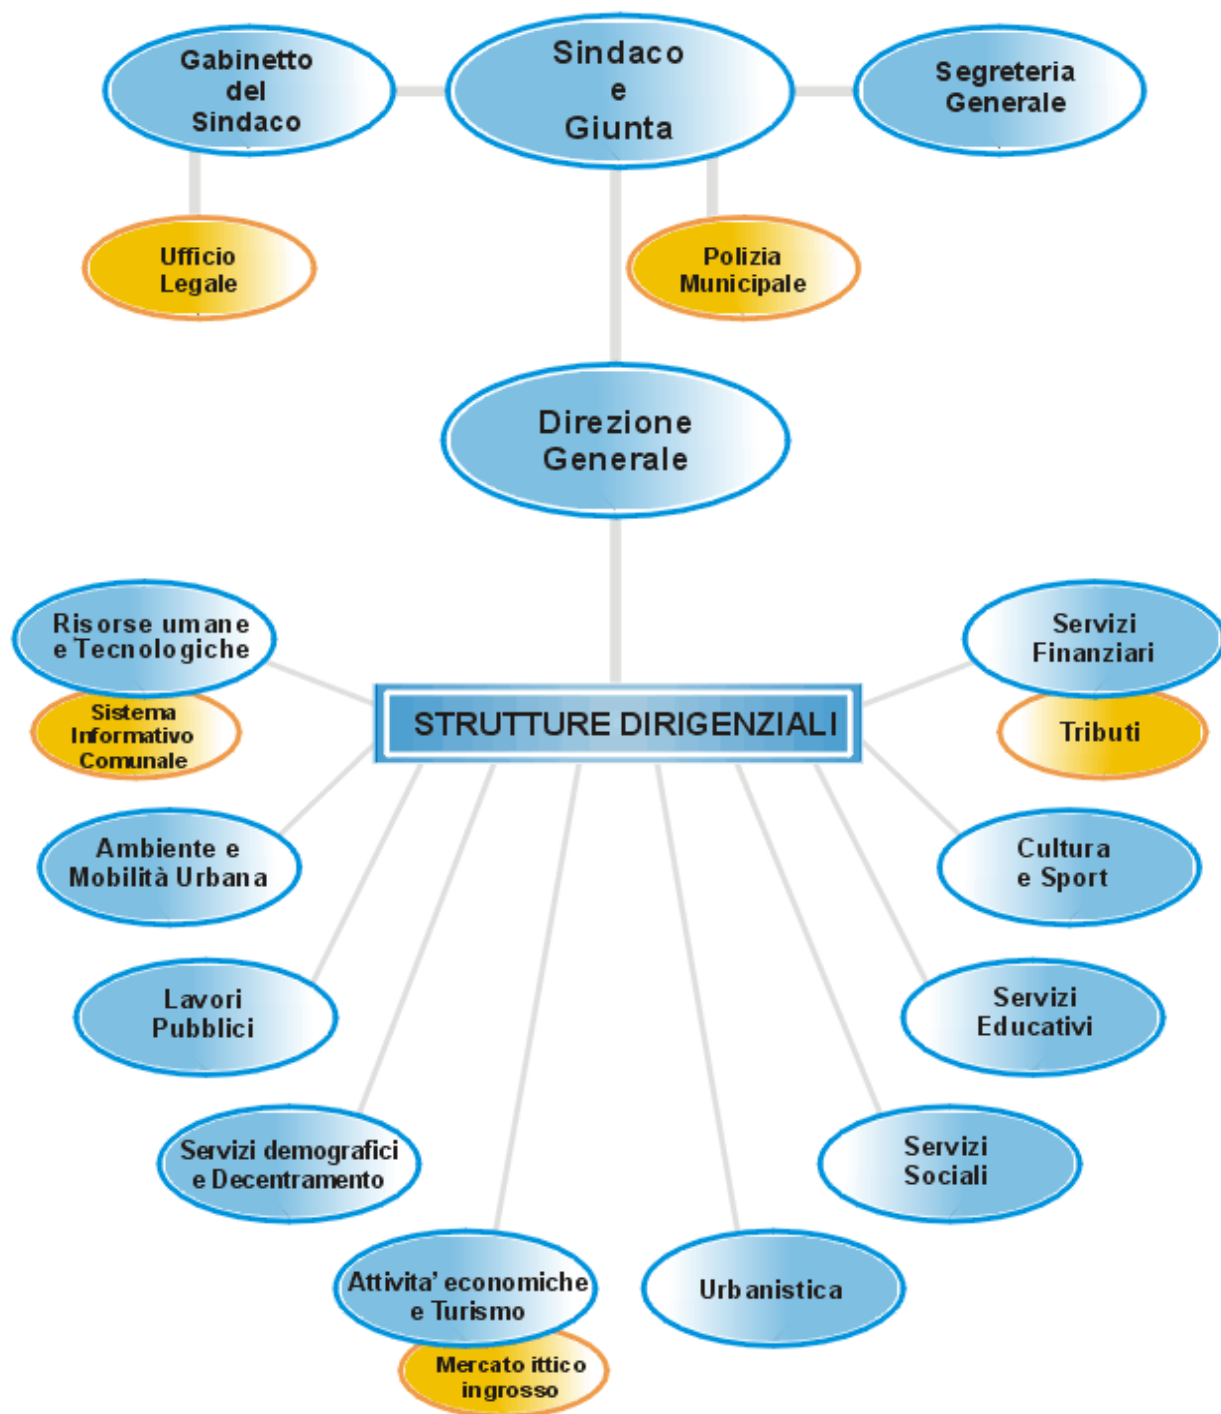 Gabinetto
del
Sindaco
Sindaco
e
Giunta
Segreteria
Generale
Ufficio
Legale
Polizia
Municipale
Direzione
Generale
Risorse umane
e Tecnologiche
Sistema
Informativo
Comunale
STRUTTURE DIRIGENZIALI
Servizi
Finanziari
Tributi
Ambiente e
Mobilità Urbana
Cultura
e Sport
Lavori
Pubblici
Servizi
Educativi
Servizi demografici
e Decentramento
Servizi
Sociali
Attivita' economiche
e Turismo
Urbanistica
Mercato ittico
ingrosso